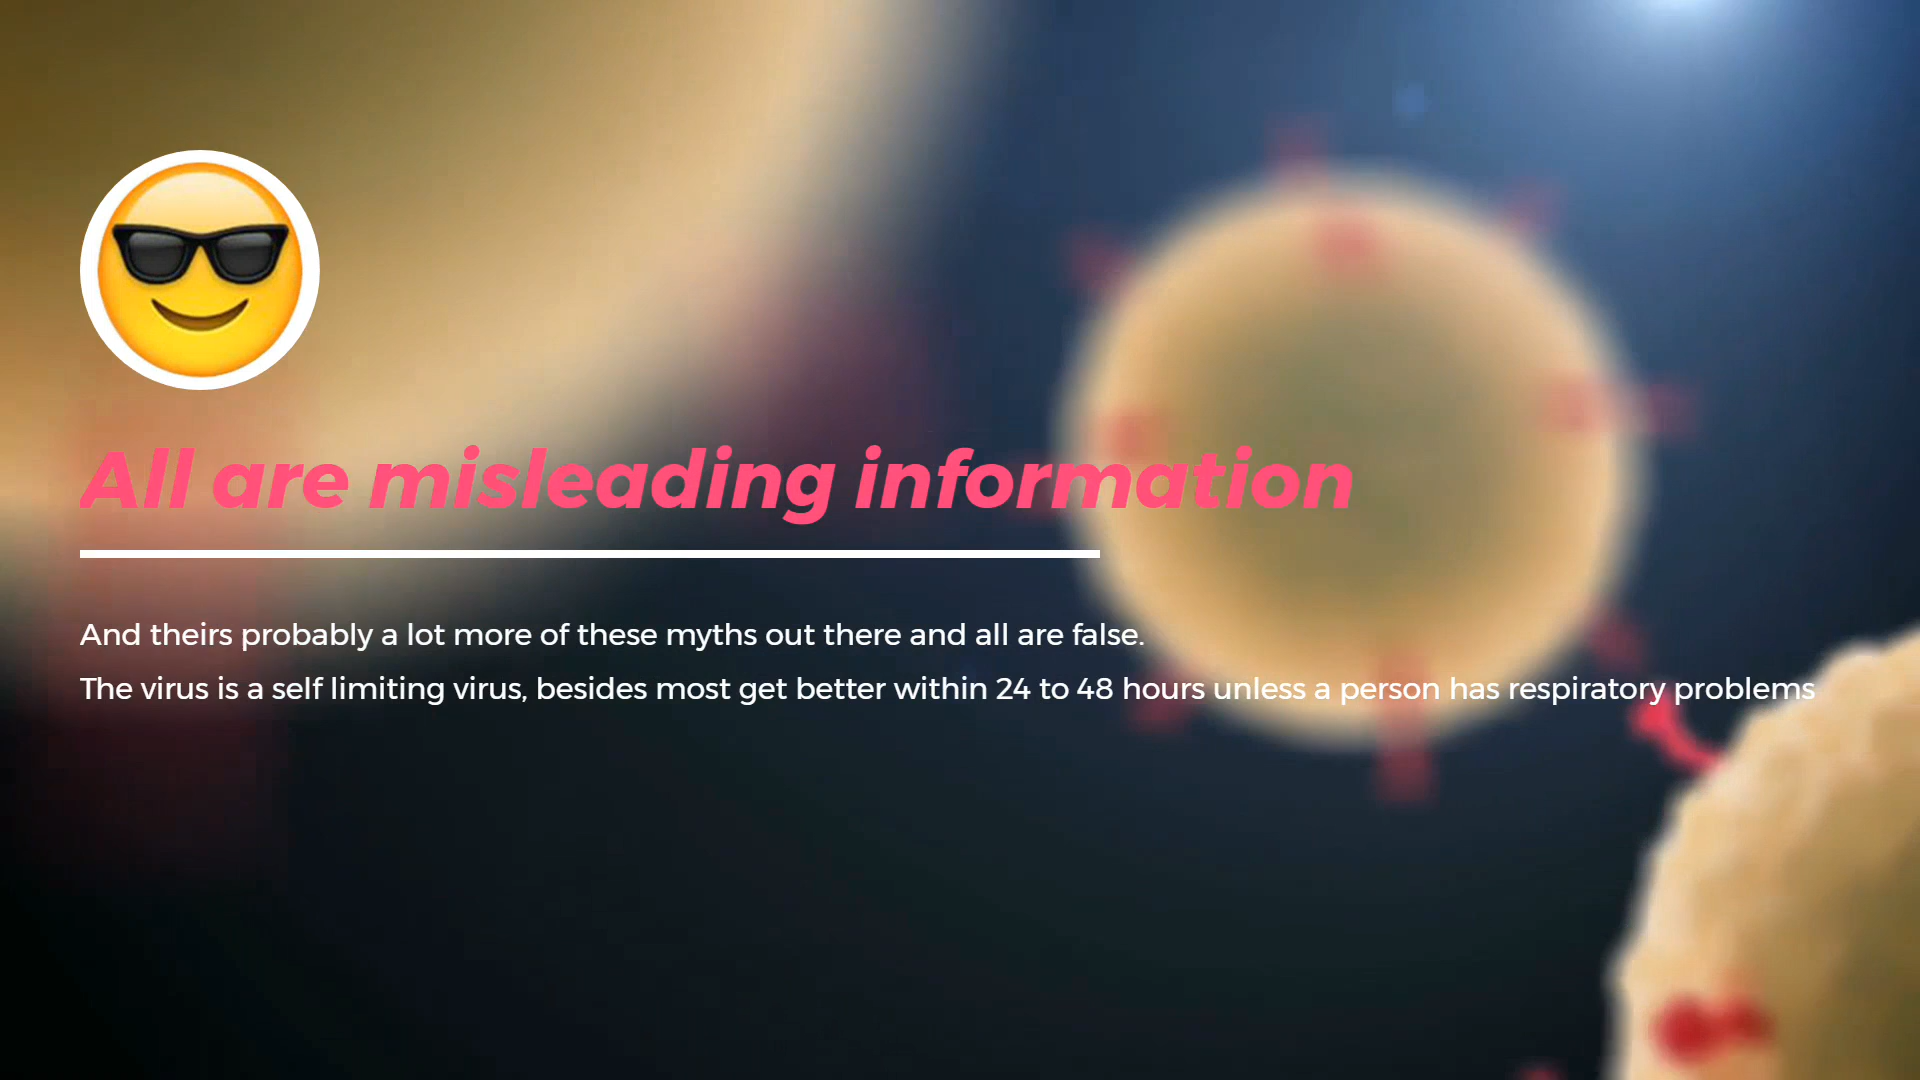 All are misleading information
And theirs probably a lot more of these myths out there and all are false.
The virus is a self limiting virus, besides most get better within 24 to 48 hours unless a person has respiratory problems